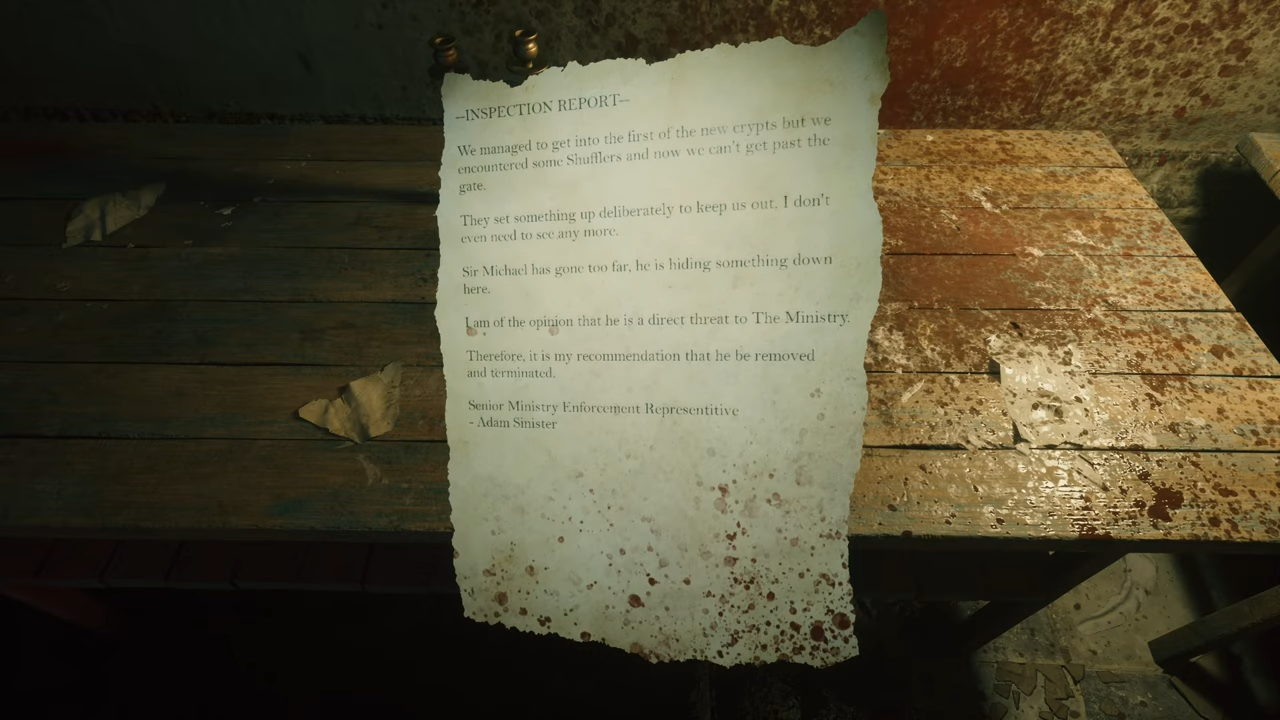 --INSPECTION REPORT--
We managed to get into the first of the new crypts but we
encountered some Shufflers and now we can't get past the
gate.
They set something up deliberately to keep us out. I don't
even need to see any more.
Sir Michael has gone too far, he is hiding something down
here.
I am of the opinion that he is a direct threat to The Ministry.
Therefore, it is my recommendation that he be removed
and terminated.
Senior Ministry Enforcement Representitive
- Adam Sinister